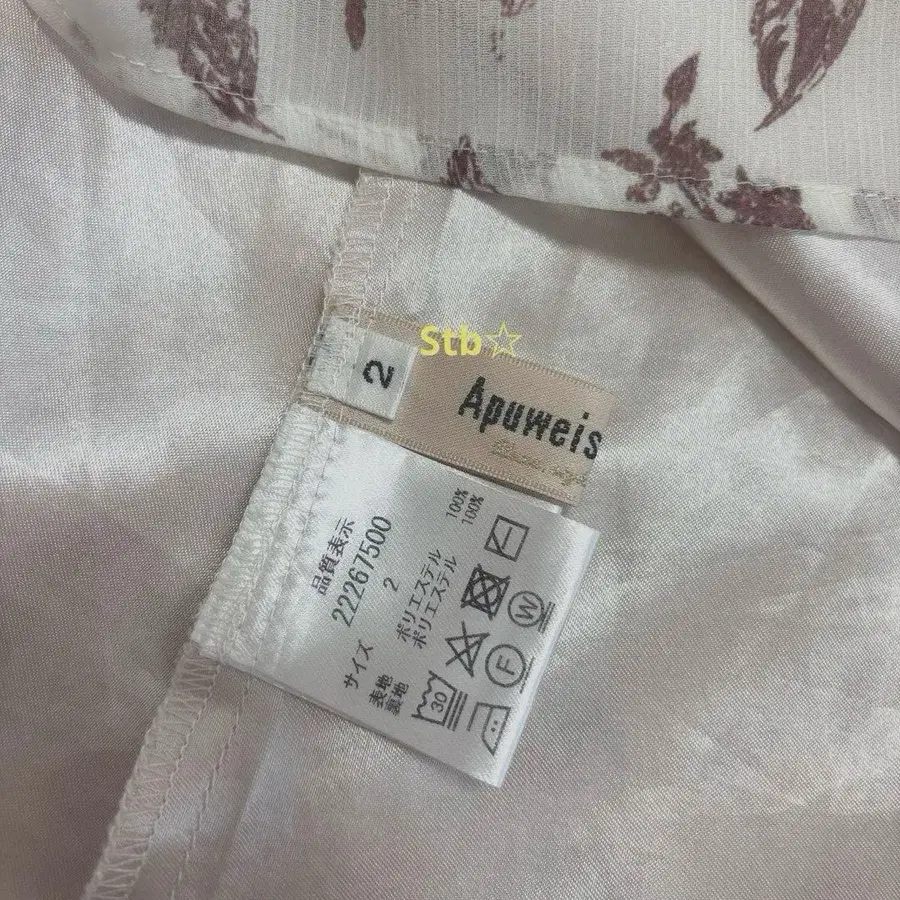 Stb☆
2
Apuweis
品質表示
22267500
サイズ 2
表地 ポリエステル 100%
裏地 ポリエステル 100%
30
W
F